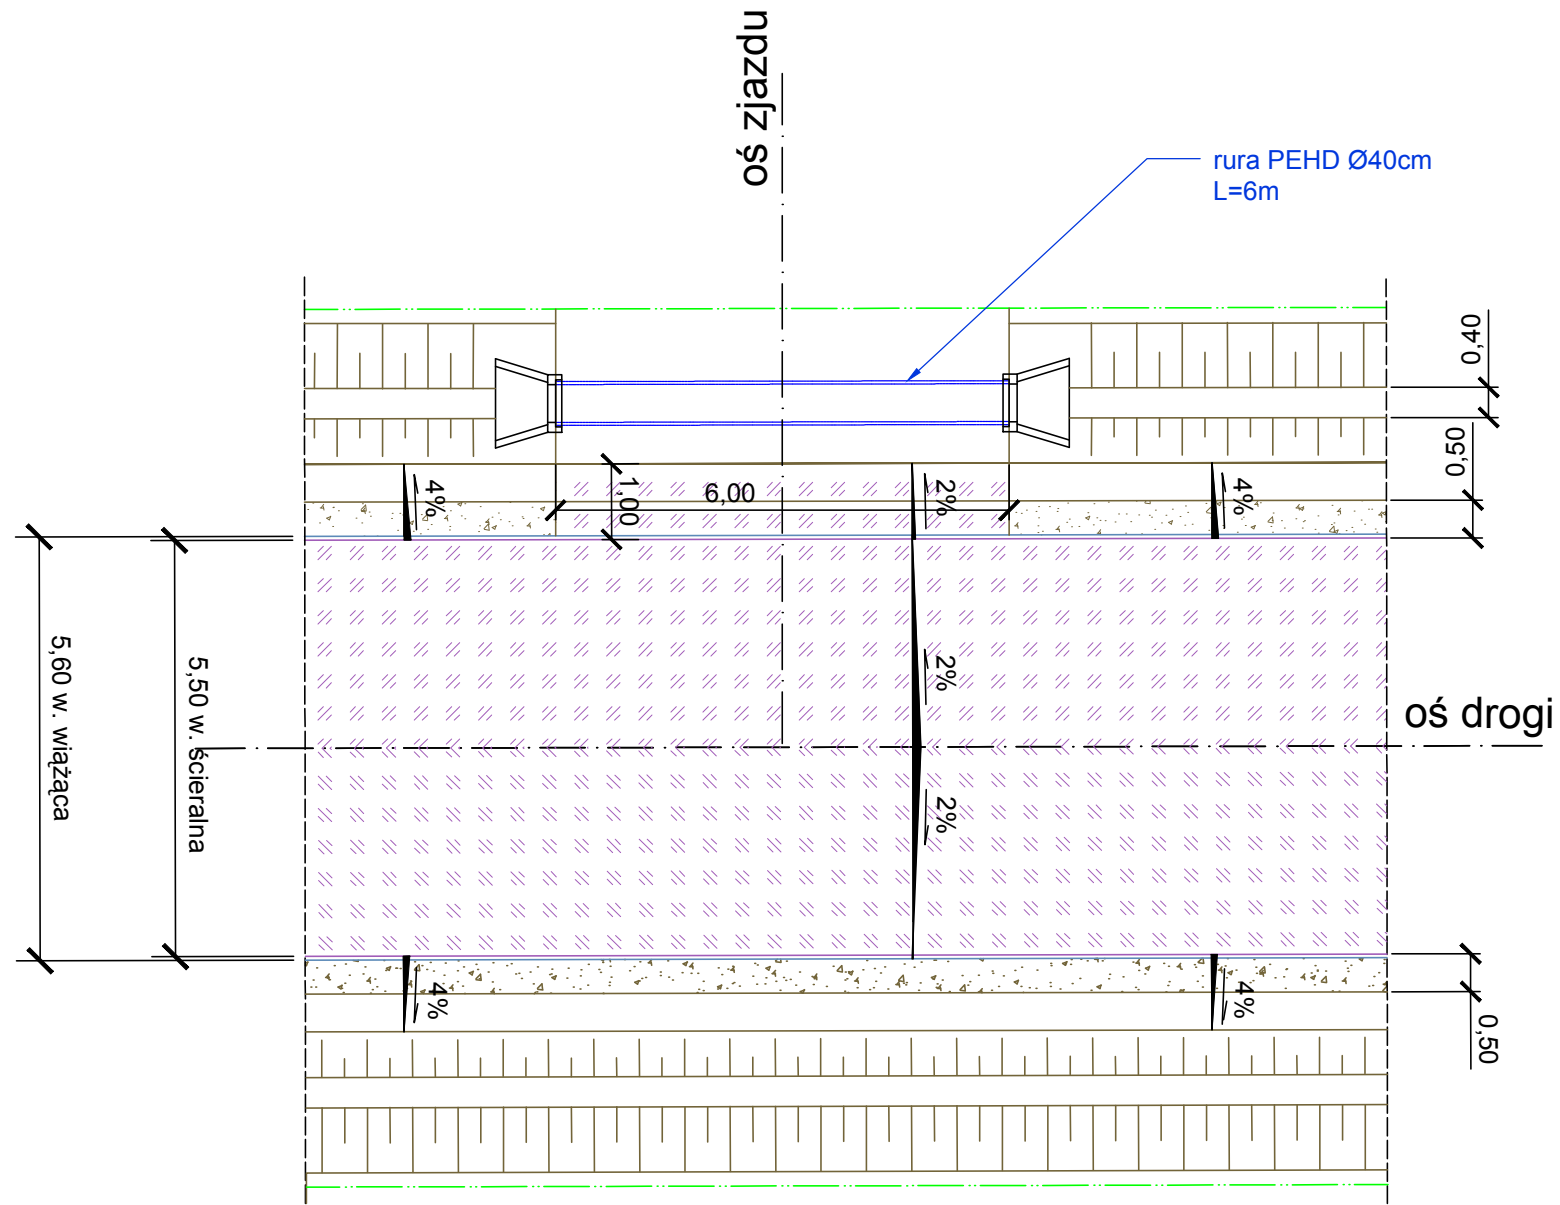 oś zjazdu
rura PEHD Ø40cm
L=6m
0,40
0,50
4%
1,00
6,00
2%
4%
5,60 w. wiążąca
5,50 w. ścieralna
2%
oś drogi
2%
4%
4%
0,50